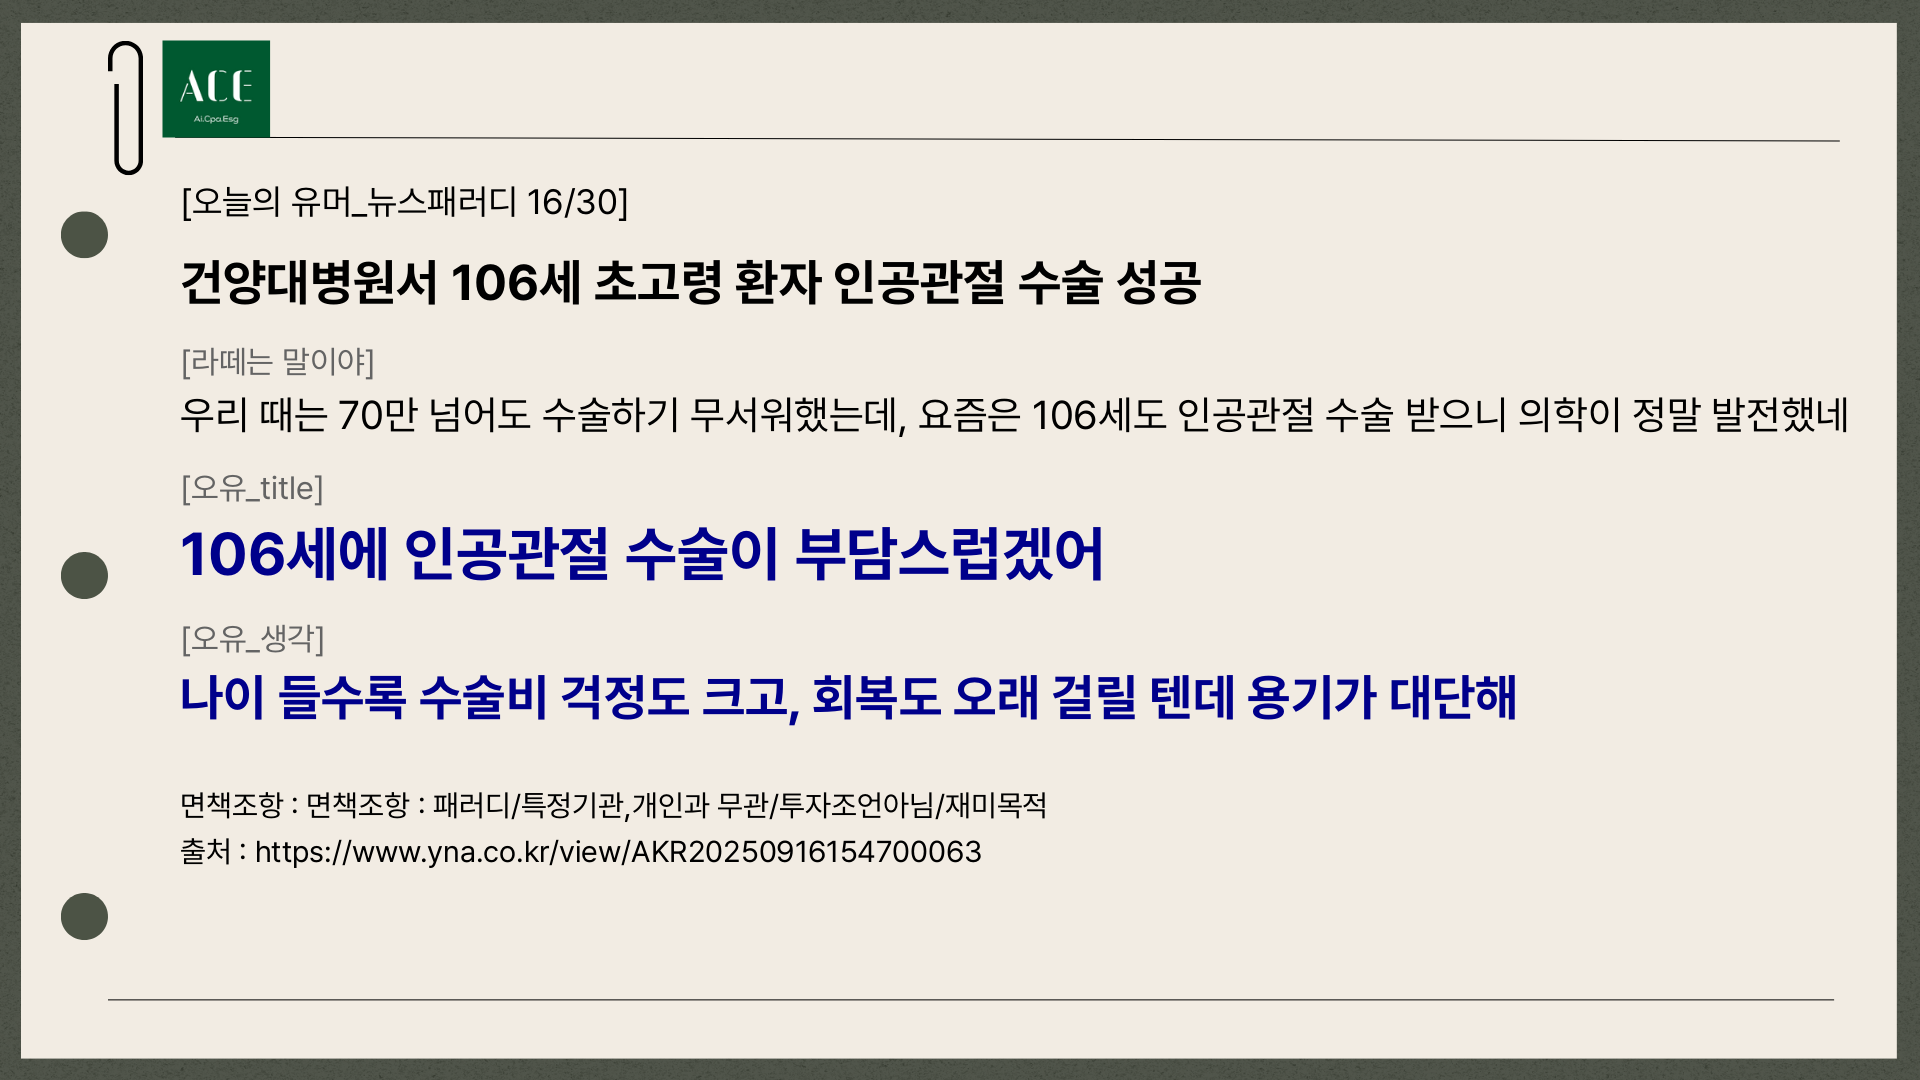 ACE
Ai.Cpa.Esg
[오늘의 유머_뉴스패러디 16/30]
건양대병원서 106세 초고령 환자 인공관절 수술 성공
[라떼는 말이야]
우리 때는 70만 넘어도 수술하기 무서워했는데, 요즘은 106세도 인공관절 수술 받으니 의학이 정말 발전했네
[오유_title]
106세에 인공관절 수술이 부담스럽겠어
[오유_생각]
나이 들수록 수술비 걱정도 크고, 회복도 오래 걸릴 텐데 용기가 대단해
면책조항 : 면책조항 : 패러디/특정기관,개인과 무관/투자조언아님/재미목적
출처 : https://www.yna.co.kr/view/AKR20250916154700063